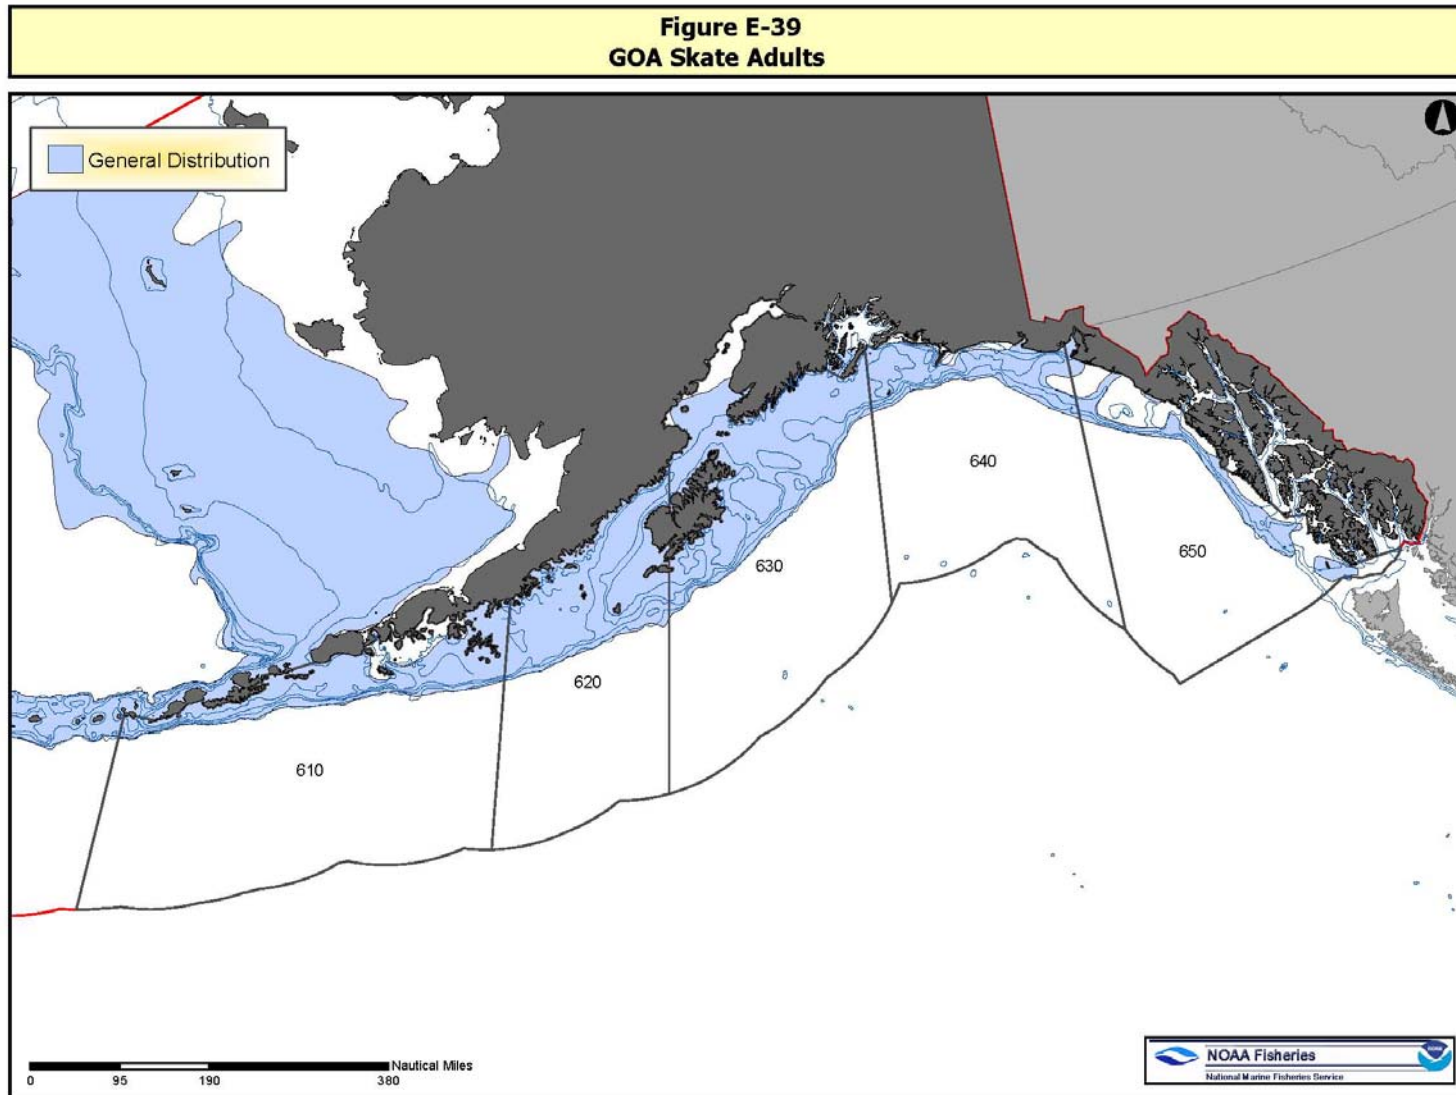 Figure E-39
GOA Skate Adults
General Distribution
640
650
630
620
610
Nautical Miles
0 95 190 380
NOAA Fisheries
National Marine Fisheries Service